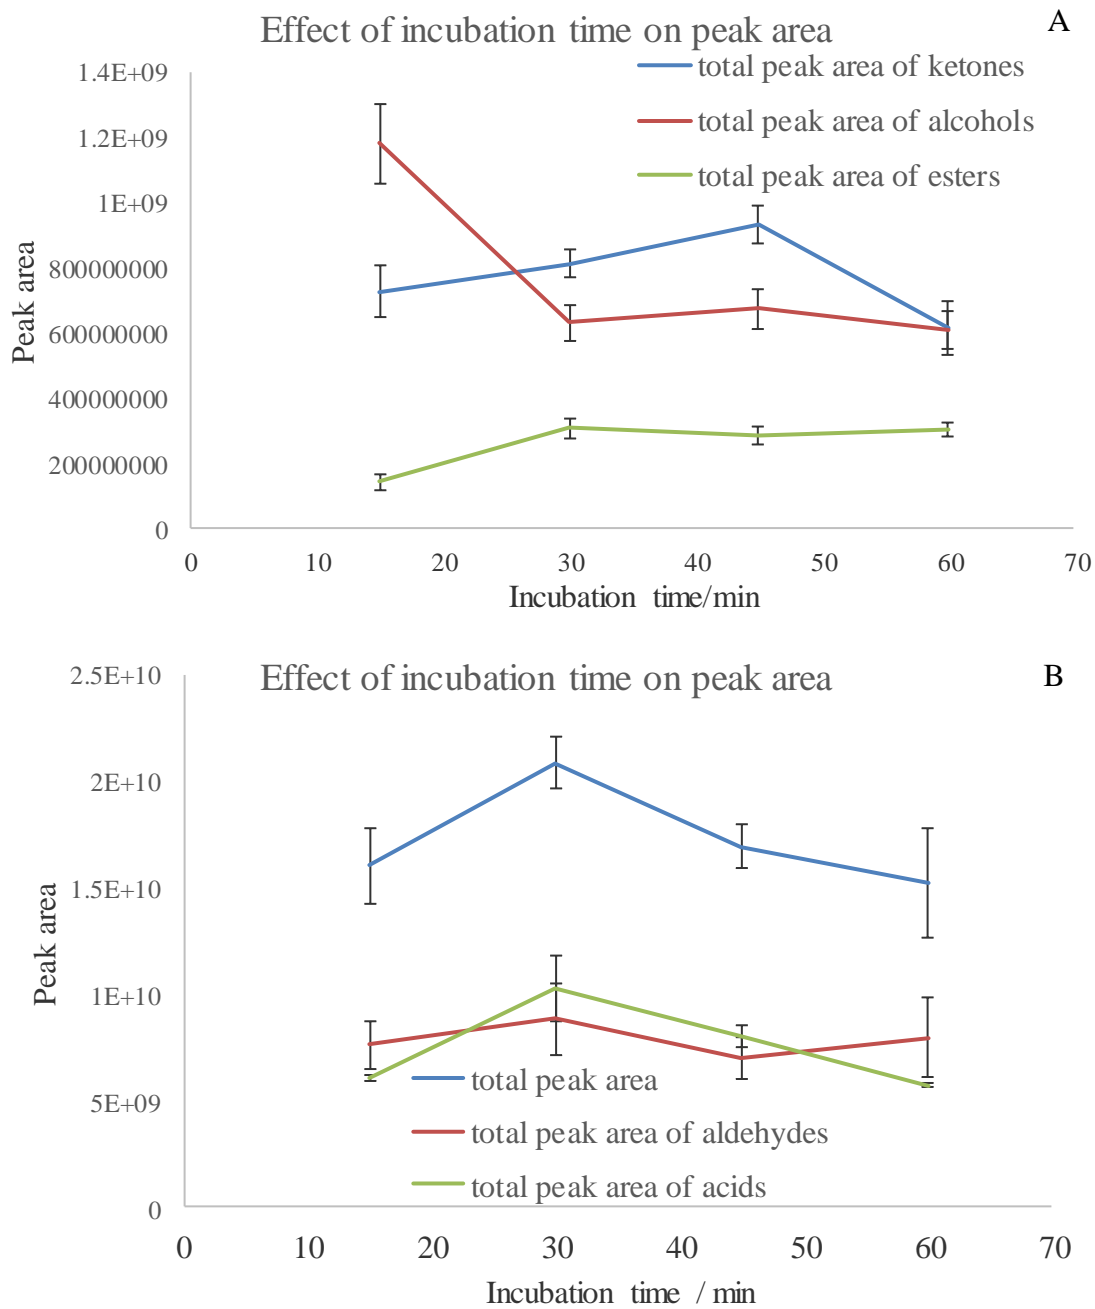 Effect of incubation time on peak area
A
total peak area of ketones
total peak area of alcohols
total peak area of esters
Peak area
1.4E+09
1.2E+09
1E+09
800000000
600000000
400000000
200000000
0
0 10 20 30 40 50 60 70
Incubation time/min
Effect of incubation time on peak area
B
Peak area
2.5E+10
2E+10
1.5E+10
1E+10
5E+09
0
total peak area
total peak area of aldehydes
total peak area of acids
0 10 20 30 40 50 60 70
Incubation time / min